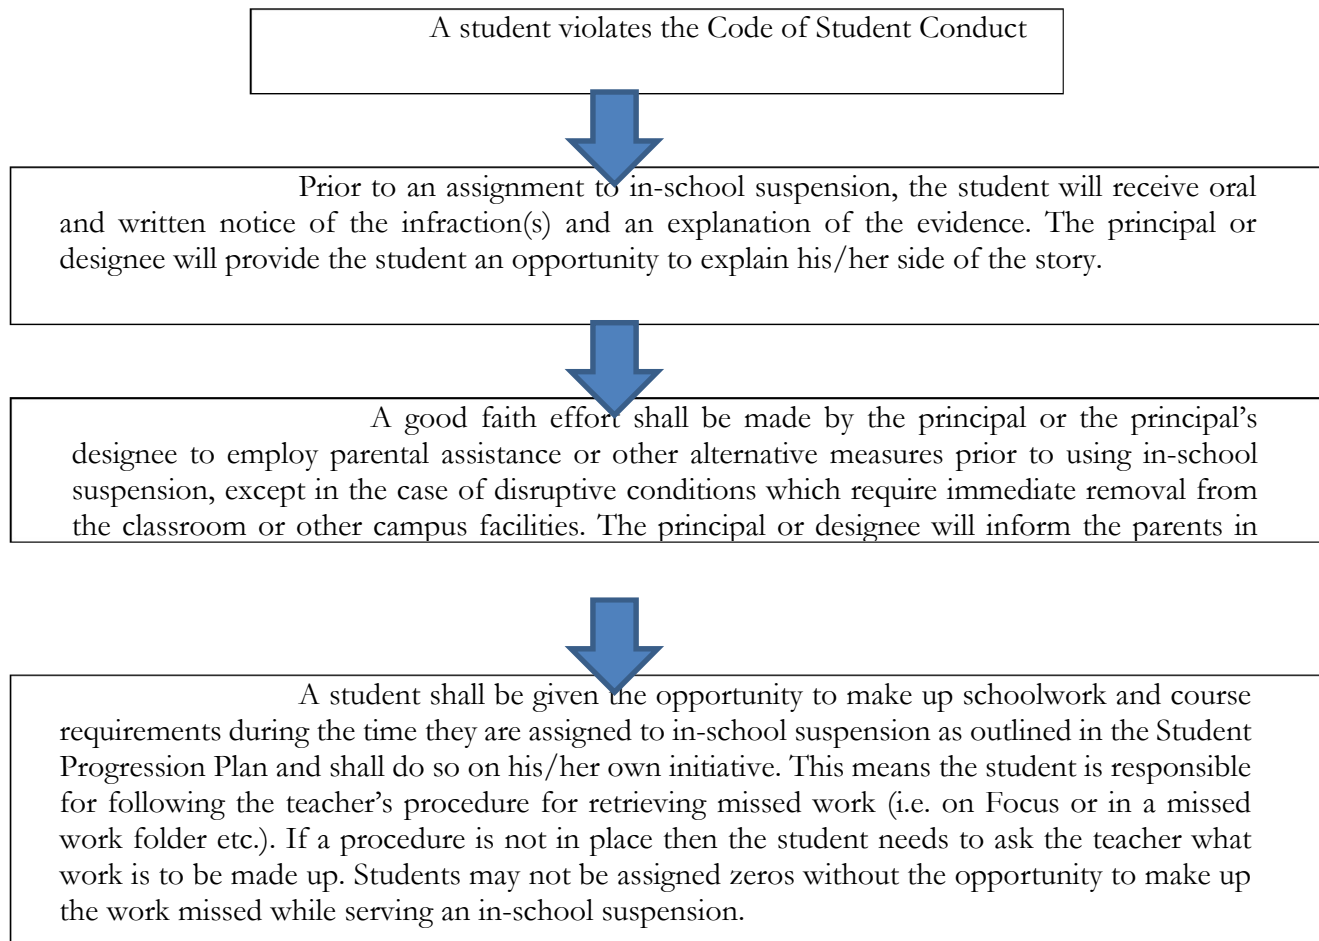 A student violates the Code of Student Conduct
Prior to an assignment to in-school suspension, the student will receive oral
and written notice of the infraction(s) and an explanation of the evidence. The principal or
designee will provide the student an opportunity to explain his/her side of the story.
A good faith effort shall be made by the principal or the principal’s
designee to employ parental assistance or other alternative measures prior to using in-school
suspension, except in the case of disruptive conditions which require immediate removal from
the classroom or other campus facilities. The principal or designee will inform the parents in
A student shall be given the opportunity to make up schoolwork and course
requirements during the time they are assigned to in-school suspension as outlined in the Student
Progression Plan and shall do so on his/her own initiative. This means the student is responsible
for following the teacher’s procedure for retrieving missed work (i.e. on Focus or in a missed
work folder etc.). If a procedure is not in place then the student needs to ask the teacher what
work is to be made up. Students may not be assigned zeros without the opportunity to make up
the work missed while serving an in-school suspension.